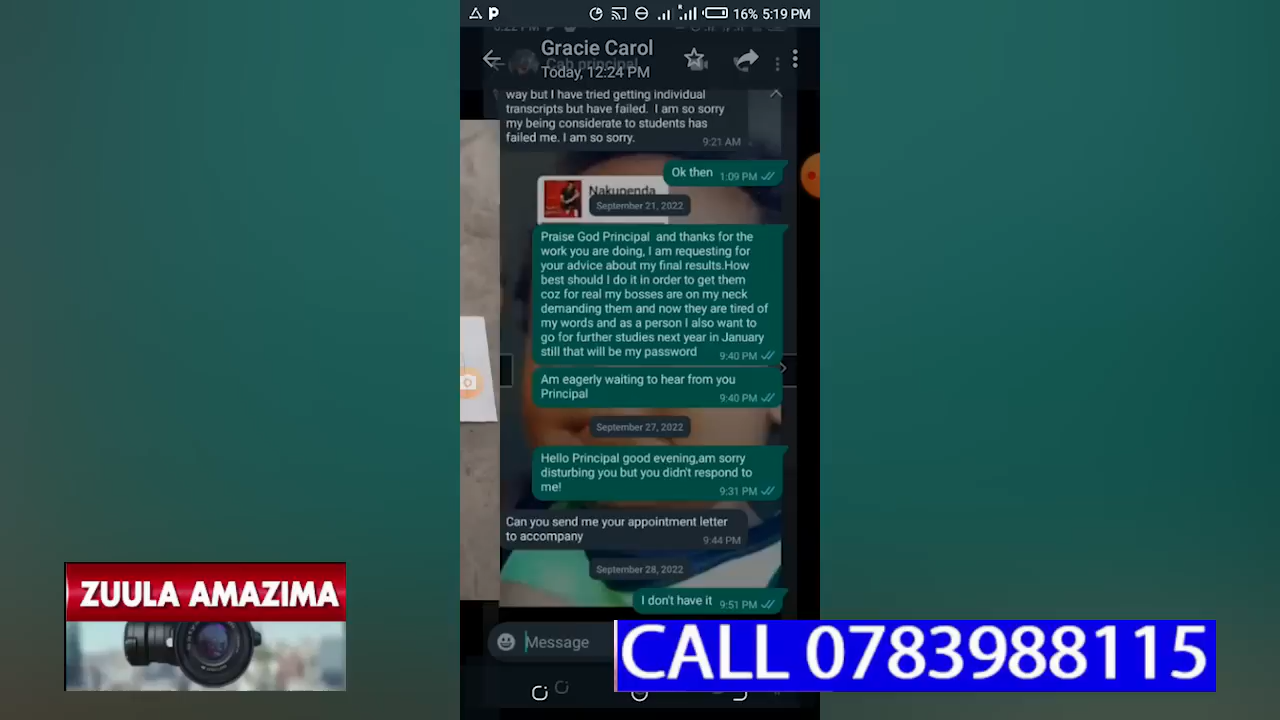 P
16% 5:19 PM
Gracie Carol
Cah principal
Today, 12:24 PM
way but I have tried getting individual
transcripts but have failed. I am so sorry
my being considerate to students has
failed me. I am so sorry.
9:21 AM
Ok then 1:09 PM
Nakupenda
September 21, 2022
Praise God Principal and thanks for the
work you are doing, I am requesting for
your advice about my final results.How
best should I do it in order to get them
coz for real my bosses are on my neck
demanding them and now they are tired of
my words and as a person I also want to
go for further studies next year in January
still that will be my password 9:40 PM
Am eagerly waiting to hear from you
Principal 9:40 PM
September 27, 2022
Hello Principal good evening,am sorry
disturbing you but you didn't respond to
me! 9:31 PM
Can you send me your appointment letter
to accompany 9:44 PM
September 28, 2022
I don't have it 9:51 PM
Message
ZUULA AMAZIMA
CALL 0783988115